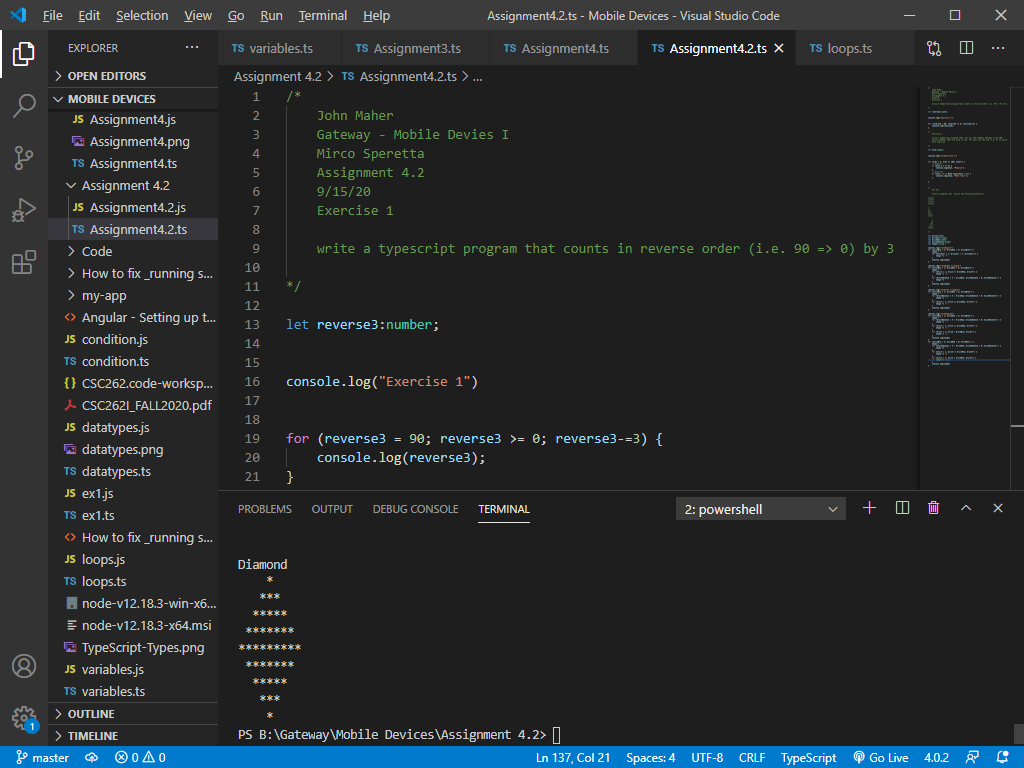 File Edit Selection View Go Run Terminal Help Assignment4.2.ts - Mobile Devices - Visual Studio Code
EXPLORER ...
OPEN EDITORS
MOBILE DEVICES
JS Assignment4.js
Assignment4.png
TS Assignment4.ts
Assignment 4.2
JS Assignment4.2.js
TS Assignment4.2.ts
Code
How to fix _running s...
my-app
<> Angular - Setting up t...
JS condition.js
TS condition.ts
{} CSC262.code-worksp...
CSC262I_FALL2020.pdf
JS datatypes.js
datatypes.png
TS datatypes.ts
JS ex1.js
TS ex1.ts
<> How to fix _running s...
JS loops.js
TS loops.ts
node-v12.18.3-win-x6...
node-v12.18.3-x64.msi
TypeScript-Types.png
JS variables.js
TS variables.ts
OUTLINE
TIMELINE
1
TS variables.ts TS Assignment3.ts TS Assignment4.ts TS Assignment4.2.ts TS loops.ts ...
Assignment 4.2 > TS Assignment4.2.ts > ...
1 /*
2 John Maher
3 Gateway - Mobile Devies I
4 Mirco Speretta
5 Assignment 4.2
6 9/15/20
7 Exercise 1
8
9 write a typescript program that counts in reverse order (i.e. 90 => 0) by 3
10
11 */
12
13 let reverse3:number;
14
15
16 console.log("Exercise 1")
17
18
19 for (reverse3 = 90; reverse3 >= 0; reverse3-=3) {
20 console.log(reverse3);
21 }
PROBLEMS OUTPUT DEBUG CONSOLE TERMINAL 2: powershell
Diamond
*
***
*****
*******
*********
*******
*****
***
*
PS B:\Gateway\Mobile Devices\Assignment 4.2>
master 0 0 Ln 137, Col 21 Spaces: 4 UTF-8 CRLF TypeScript Go Live 4.0.2